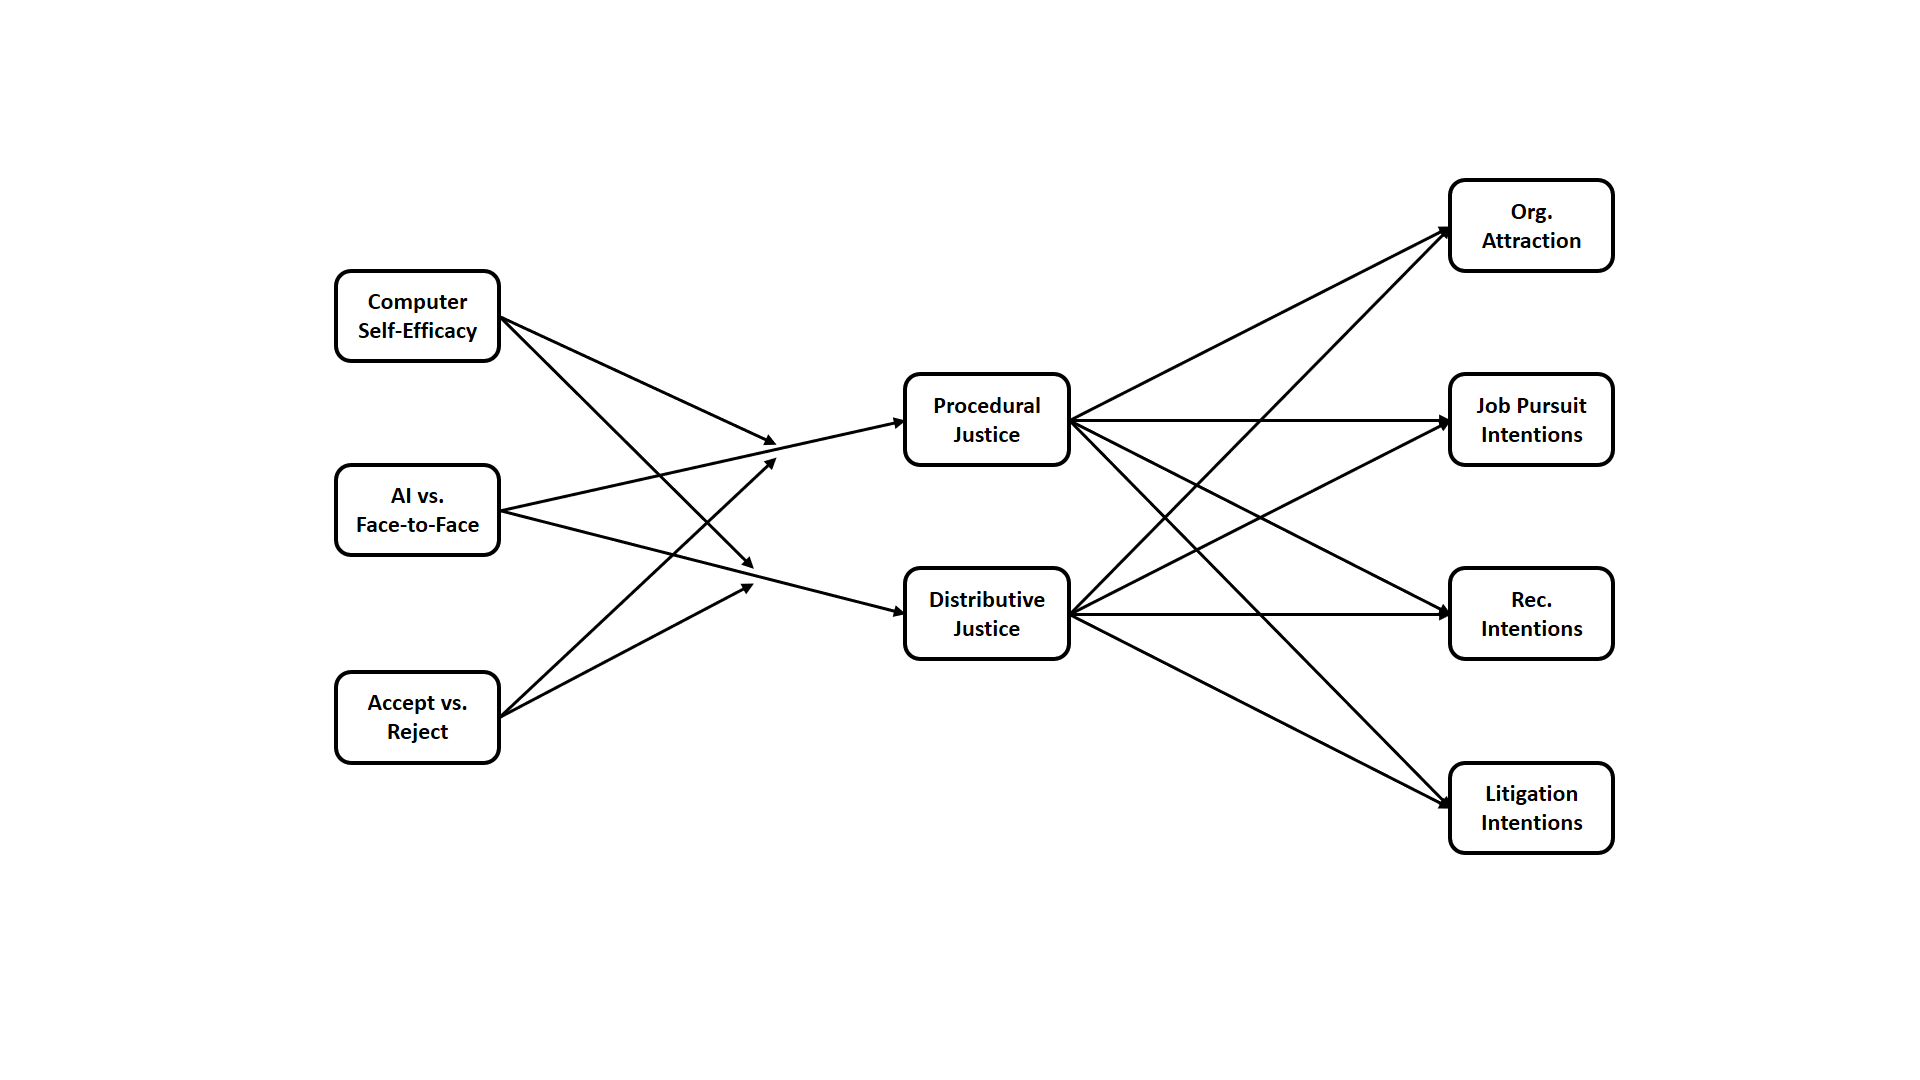 Computer
Self-Efficacy
AI vs.
Face-to-Face
Accept vs.
Reject
Procedural
Justice
Distributive
Justice
Org.
Attraction
Job Pursuit
Intentions
Rec.
Intentions
Litigation
Intentions